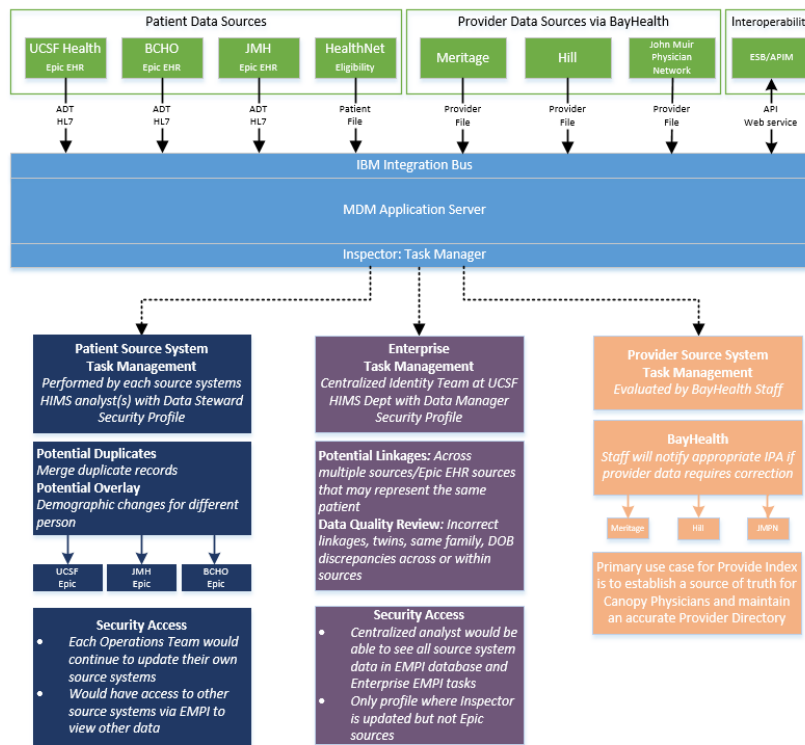 Patient Data Sources
Provider Data Sources via BayHealth
Interoperability
UCSF Health
Epic EHR
BCHO
Epic EHR
JMH
Epic EHR
HealthNet
Eligibility
Meritage
Hill
John Muir
Physician
Network
ESB/APIM
ADT
HL7
ADT
HL7
ADT
HL7
Patient
File
Provider
File
Provider
File
Provider
File
API
Web service
IBM Integration Bus
MDM Application Server
Inspector: Task Manager
Patient Source System
Task Management
Performed by each source systems
HIMS analyst(s) with Data Steward
Security Profile
Potential Duplicates
Merge duplicate records
Potential Overlay
Demographic changes for different
person
UCSF
Epic
JMH
Epic
BCHO
Epic
Security Access
• Each Operations Team would
continue to update their own
source systems
• Would have access to other
source systems via EMPI to
view other data
Enterprise
Task Management
Centralized Identity Team at UCSF
HIMS Dept with Data Manager
Security Profile
Potential Linkages: Across
multiple sources/Epic EHR sources
that may represent the same
patient
Data Quality Review: Incorrect
linkages, twins, same family, DOB
discrepancies across or within
sources
Security Access
• Centralized analyst would be
able to see all source system
data in EMPI database and
Enterprise EMPI tasks
• Only profile where Inspector
is updated but not Epic
sources
Provider Source System
Task Management
Evaluated by BayHealth Staff
BayHealth
Staff will notify appropriate IPA if
provider data requires correction
Meritage
Hill
JMPN
Primary use case for Provide Index
is to establish a source of truth for
Canopy Physicians and maintain
an accurate Provider Directory